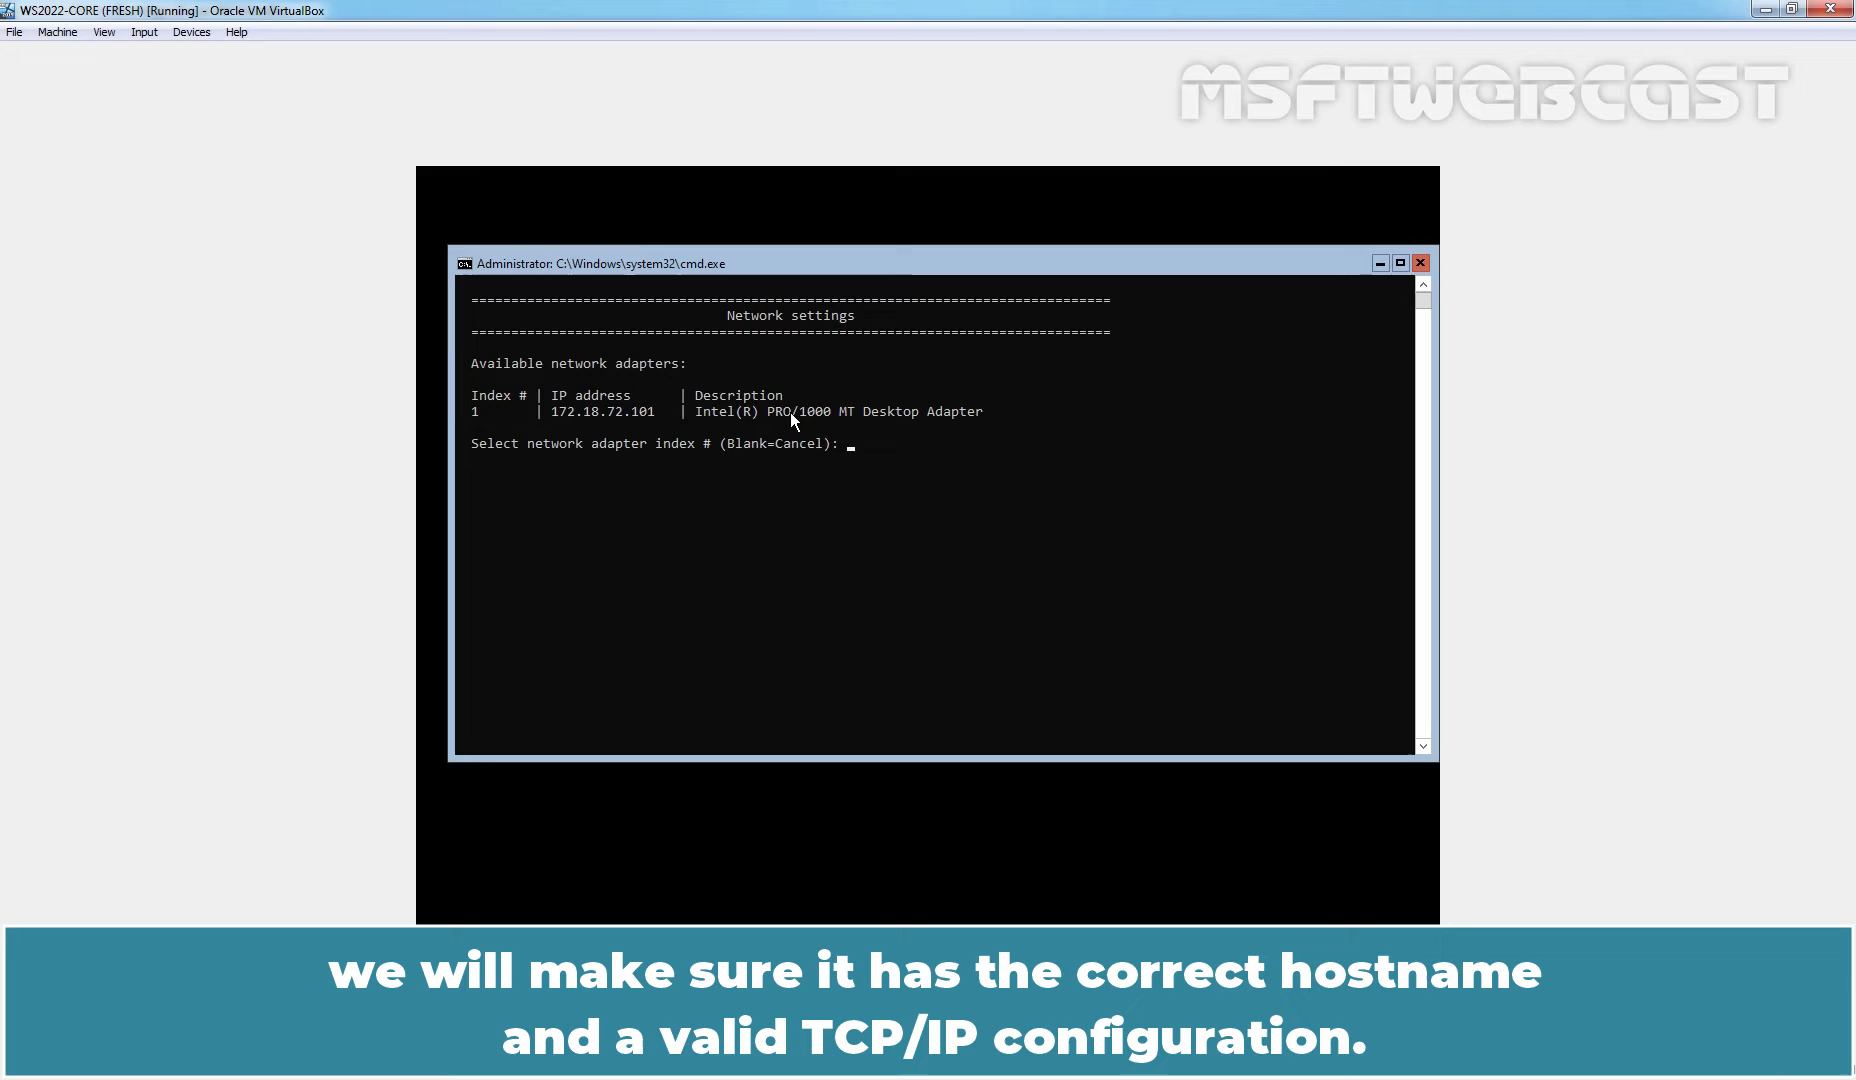 WS2022-CORE (FRESH) [Running] - Oracle VM VirtualBox
File Machine View Input Devices Help
MSFTWEBCAST
Administrator: C:\Windows\system32\cmd.exe
================================================================================
Network settings
================================================================================
Available network adapters:
Index # | IP address | Description
1 | 172.18.72.101 | Intel(R) PRO/1000 MT Desktop Adapter
Select network adapter index # (Blank=Cancel):
we will make sure it has the correct hostname
and a valid TCP/IP configuration.